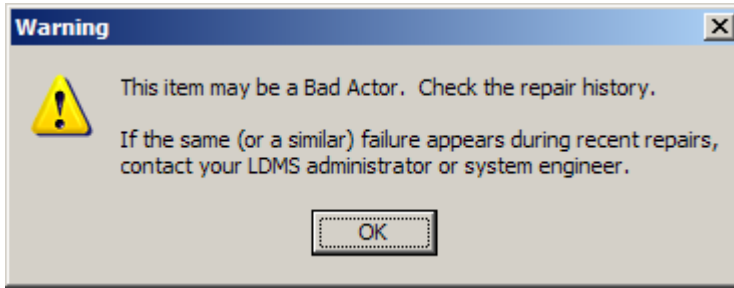 Warning
This item may be a Bad Actor.  Check the repair history.
If the same (or a similar) failure appears during recent repairs,
contact your LDMS administrator or system engineer.
OK